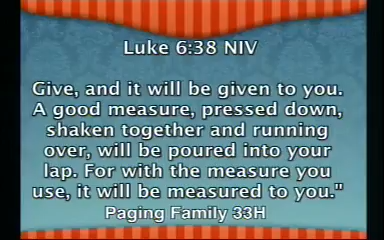 Luke 6:38 NIV
Give, and it will be given to you.
A good measure, pressed down,
shaken together and running
over, will be poured into your
lap. For with the measure you
use, it will be measured to you."
Paging Family 33H